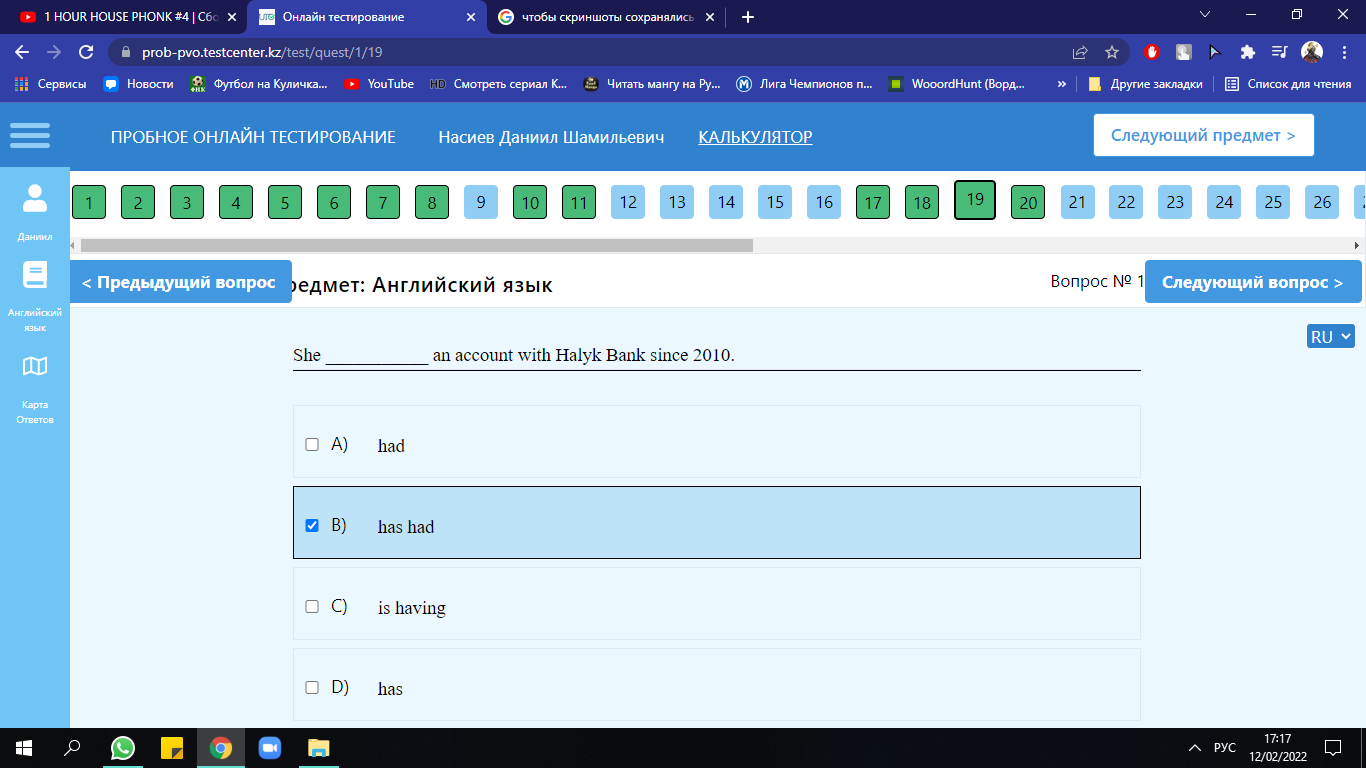 1 HOUR HOUSE PHONK #4 | Сбо
Онлайн тестирование
чтобы скриншоты сохранялись
prob-pvo.testcenter.kz/test/quest/1/19
Сервисы
Новости
Футбол на Куличка...
YouTube
HD Смотреть сериал К...
Читать мангу на Ру...
Лига Чемпионов п...
WooordHunt (Ворд...
»
Другие закладки
Список для чтения
ПРОБНОЕ ОНЛАЙН ТЕСТИРОВАНИЕ
Насиев Даниил Шамильевич
КАЛЬКУЛЯТОР
Следующий предмет >
1 2 3 4 5 6 7 8 9 10 11 12 13 14 15 16 17 18 19 20 21 22 23 24 25 26
Даниил
Английский
язык
Карта
Ответов
< Предыдущий вопрос
редмет: Английский язык
Вопрос № 1
Следующий вопрос >
RU
She ___________ an account with Halyk Bank since 2010.
A) had
B) has had
C) is having
D) has
РУС
17:17
12/02/2022